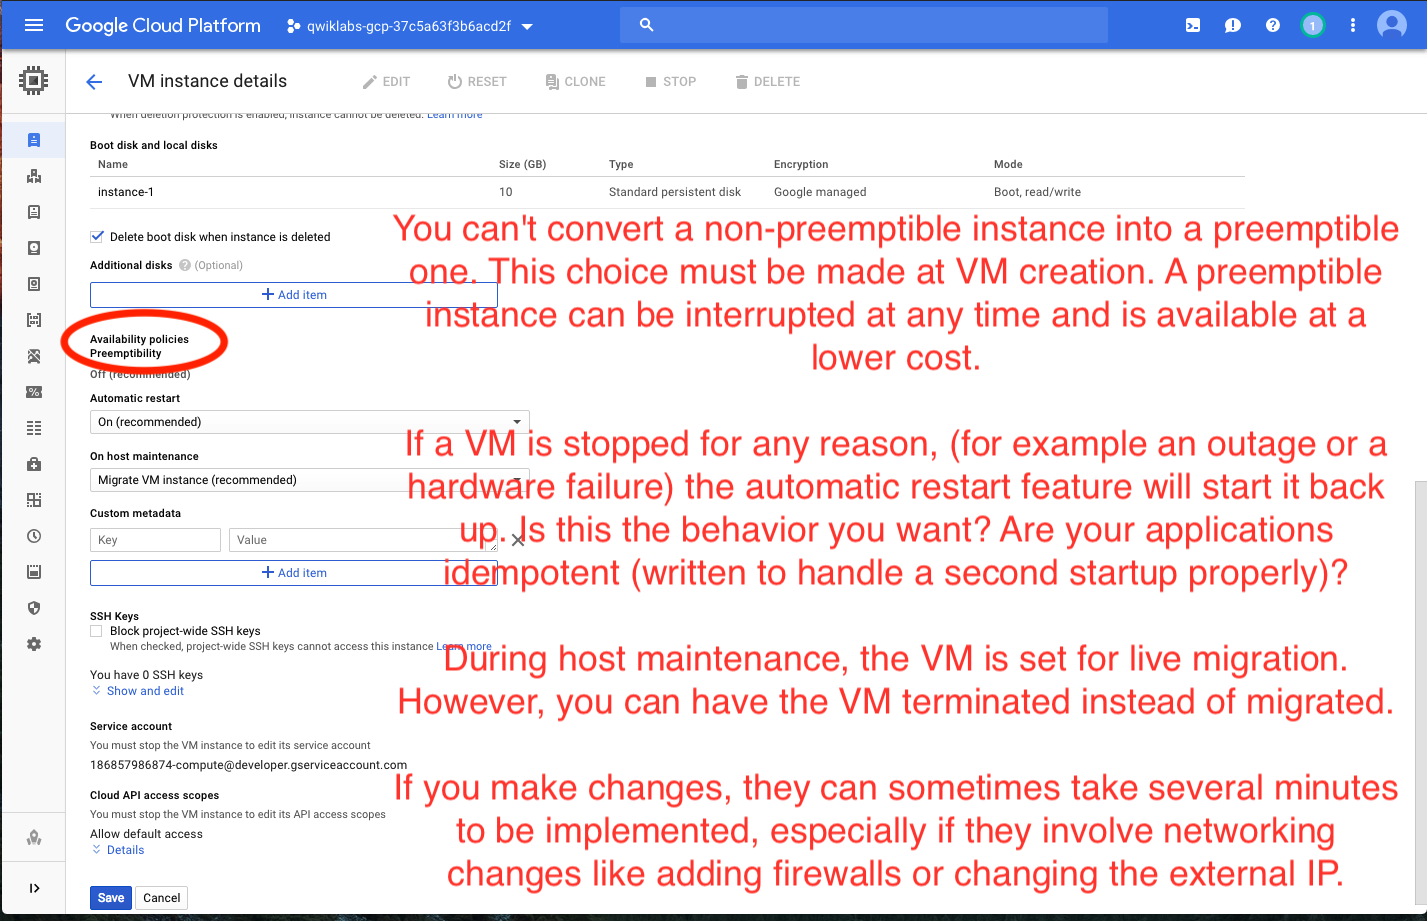 Google Cloud Platform
qwiklabs-gcp-37c5a63f3b6acd2f
1
VM instance details
EDIT
RESET
CLONE
STOP
DELETE
When deletion protection is enabled, instance cannot be deleted. Learn more
Boot disk and local disks
Name Size (GB) Type Encryption Mode
instance-1 10 Standard persistent disk Google managed Boot, read/write
Delete boot disk when instance is deleted
Additional disks ? (Optional)
+ Add item
You can't convert a non-preemptible instance into a preemptible
one. This choice must be made at VM creation. A preemptible
instance can be interrupted at any time and is available at a
lower cost.
Availability policies
Preemptibility
Off (recommended)
Automatic restart
On (recommended)
On host maintenance
Migrate VM instance (recommended)
If a VM is stopped for any reason, (for example an outage or a
hardware failure) the automatic restart feature will start it back
up. Is this the behavior you want? Are your applications
idempotent (written to handle a second startup properly)?
Custom metadata
Key
Value
+ Add item
SSH Keys
Block project-wide SSH keys
When checked, project-wide SSH keys cannot access this instance Learn more
You have 0 SSH keys
Show and edit
During host maintenance, the VM is set for live migration.
However, you can have the VM terminated instead of migrated.
Service account
You must stop the VM instance to edit its service account
186857986874-compute@developer.gserviceaccount.com
Cloud API access scopes
You must stop the VM instance to edit its API access scopes
Allow default access
Details
If you make changes, they can sometimes take several minutes
to be implemented, especially if they involve networking
changes like adding firewalls or changing the external IP.
Save
Cancel